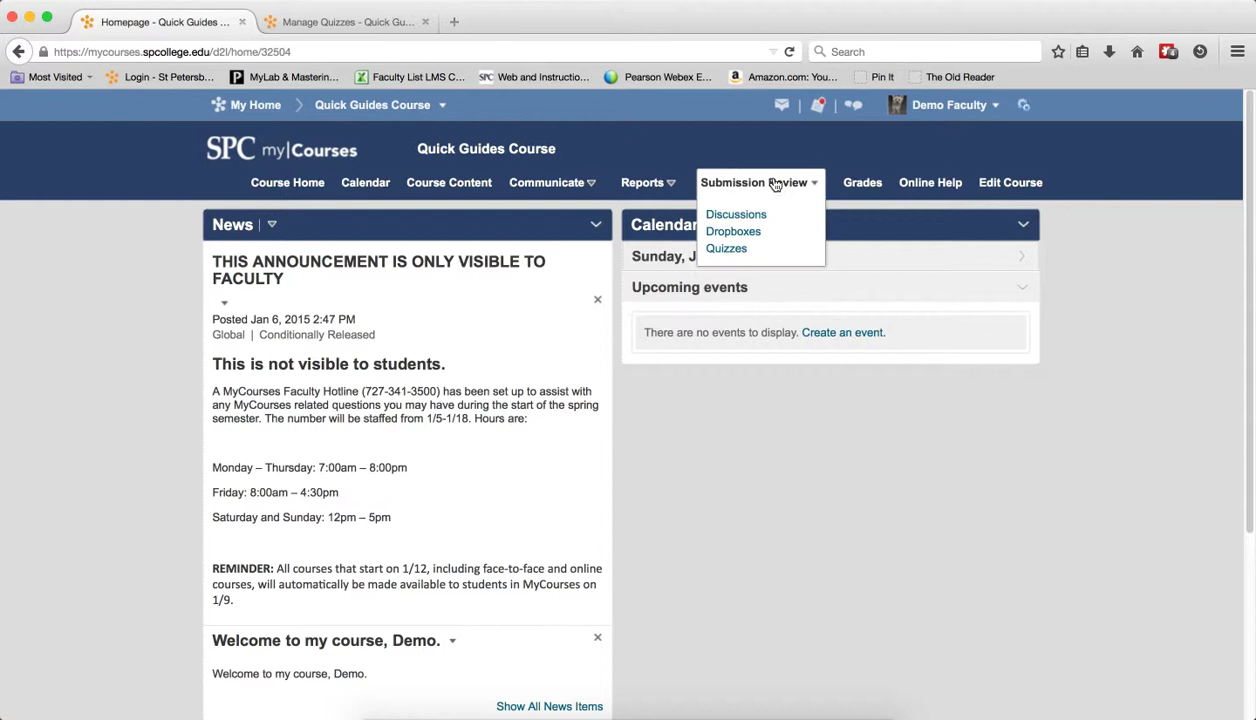 Homepage - Quick Guides ...
Manage Quizzes - Quick Gu...
https://mycourses.spcollege.edu/d2l/home/32504
Search
Most Visited
Login - St Petersb...
P
MyLab & Masterin...
Faculty List LMS C...
SPC
Web and Instructio...
Pearson Webex E...
Amazon.com: You...
Pin It
The Old Reader
My Home
Quick Guides Course
Demo Faculty
SPC my|Courses
Quick Guides Course
Course Home
Calendar
Course Content
Communicate
Reports
Submission Review
Grades
Online Help
Edit Course
Discussions
Dropboxes
Quizzes
News
THIS ANNOUNCEMENT IS ONLY VISIBLE TO
FACULTY
Posted Jan 6, 2015 2:47 PM
Global | Conditionally Released
This is not visible to students.
A MyCourses Faculty Hotline (727-341-3500) has been set up to assist with
any MyCourses related questions you may have during the start of the spring
semester. The number will be staffed from 1/5-1/18. Hours are:
Monday – Thursday: 7:00am – 8:00pm
Friday: 8:00am – 4:30pm
Saturday and Sunday: 12pm – 5pm
REMINDER: All courses that start on 1/12, including face-to-face and online
courses, will automatically be made available to students in MyCourses on
1/9.
Welcome to my course, Demo.
Welcome to my course, Demo.
Show All News Items
Calendar
Sunday, J
Upcoming events
There are no events to display. Create an event.